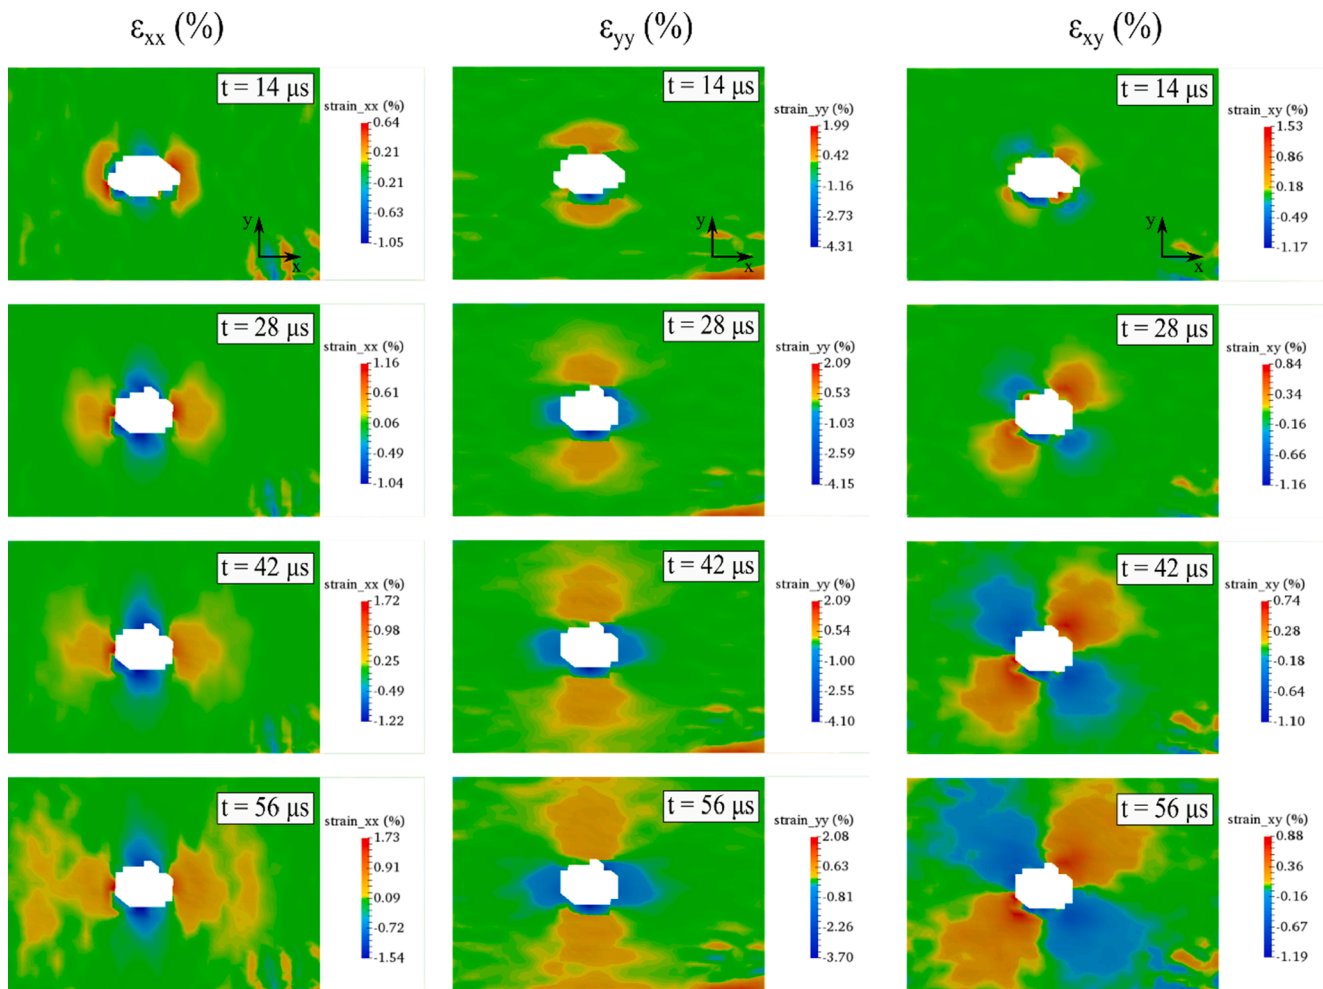 εxx (%)
εyy (%)
εxy (%)
t = 14 μs
strain_xx (%)
0.64
0.21
-0.21
-0.63
-1.05
y
x
t = 14 μs
strain_yy (%)
1.99
0.42
-1.16
-2.73
-4.31
y
x
t = 14 μs
strain_xy (%)
1.53
0.86
0.18
-0.49
-1.17
y
x
t = 28 μs
strain_xx (%)
1.16
0.61
0.06
-0.49
-1.04
t = 28 μs
strain_yy (%)
2.09
0.53
-1.03
-2.59
-4.15
t = 28 μs
strain_xy (%)
0.84
0.34
-0.16
-0.66
-1.16
t = 42 μs
strain_xx (%)
1.72
0.98
0.25
-0.49
-1.22
t = 42 μs
strain_yy (%)
2.09
0.54
-1.00
-2.55
-4.10
t = 42 μs
strain_xy (%)
0.74
0.28
-0.18
-0.64
-1.10
t = 56 μs
strain_xx (%)
1.73
0.91
0.09
-0.72
-1.54
t = 56 μs
strain_yy (%)
2.08
0.63
-0.81
-2.26
-3.70
t = 56 μs
strain_xy (%)
0.88
0.36
-0.16
-0.67
-1.19